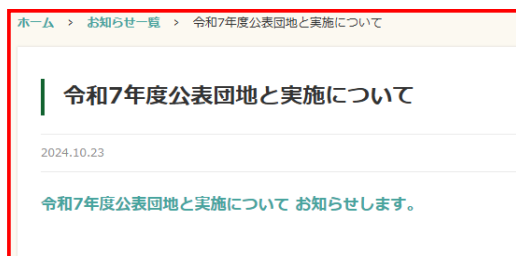 ホーム > お知らせ一覧 > 令和7年度公表団地と実施について
令和7年度公表団地と実施について
2024.10.23
令和7年度公表団地と実施について お知らせします。